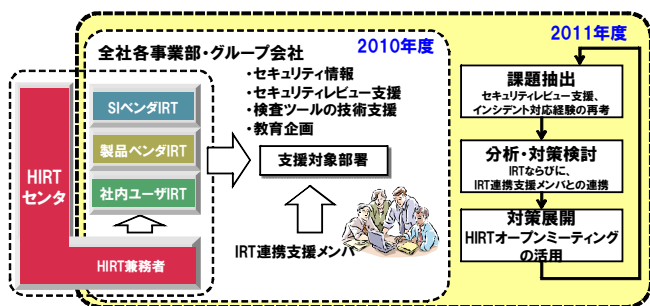 2010年度
2011年度
全社各事業部・グループ会社
・セキュリティ情報
・セキュリティレビュー支援
・検査ツールの技術支援
・教育企画
支援対象部署
IRT連携支援メンバ
HIRT
センタ
SIベンダIRT
製品ベンダIRT
社内ユーザIRT
HIRT兼務者
課題抽出
セキュリティレビュー支援、
インシデント対応経験の再考
分析・対策検討
IRTならびに、
IRT連携支援メンバとの連携
対策展開
HIRTオープンミーティング
の活用